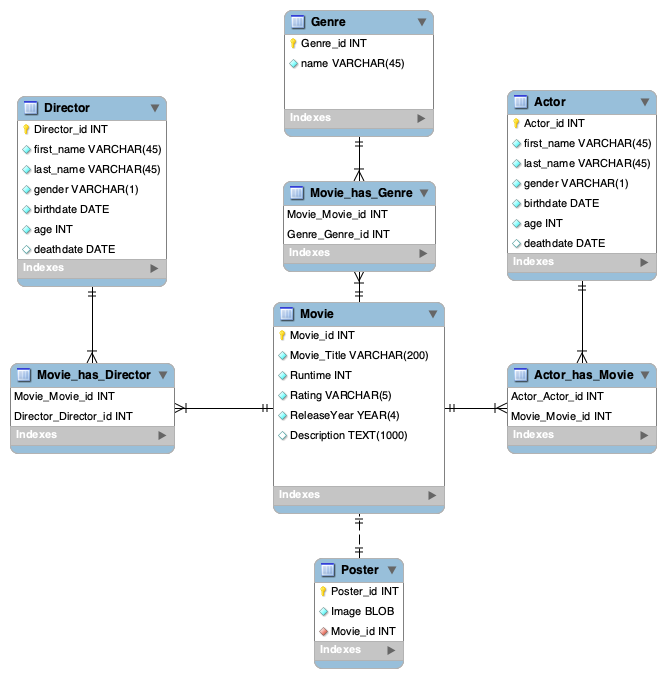 Genre
Genre_id INT
name VARCHAR(45)
Indexes
Director
Director_id INT
first_name VARCHAR(45)
last_name VARCHAR(45)
gender VARCHAR(1)
birthdate DATE
age INT
deathdate DATE
Indexes
Actor
Actor_id INT
first_name VARCHAR(45)
last_name VARCHAR(45)
gender VARCHAR(1)
birthdate DATE
age INT
deathdate DATE
Indexes
Movie_has_Genre
Movie_Movie_id INT
Genre_Genre_id INT
Indexes
Movie
Movie_id INT
Movie_Title VARCHAR(200)
Runtime INT
Rating VARCHAR(5)
ReleaseYear YEAR(4)
Description TEXT(1000)
Indexes
Movie_has_Director
Movie_Movie_id INT
Director_Director_id INT
Indexes
Actor_has_Movie
Actor_Actor_id INT
Movie_Movie_id INT
Indexes
Poster
Poster_id INT
Image BLOB
Movie_id INT
Indexes